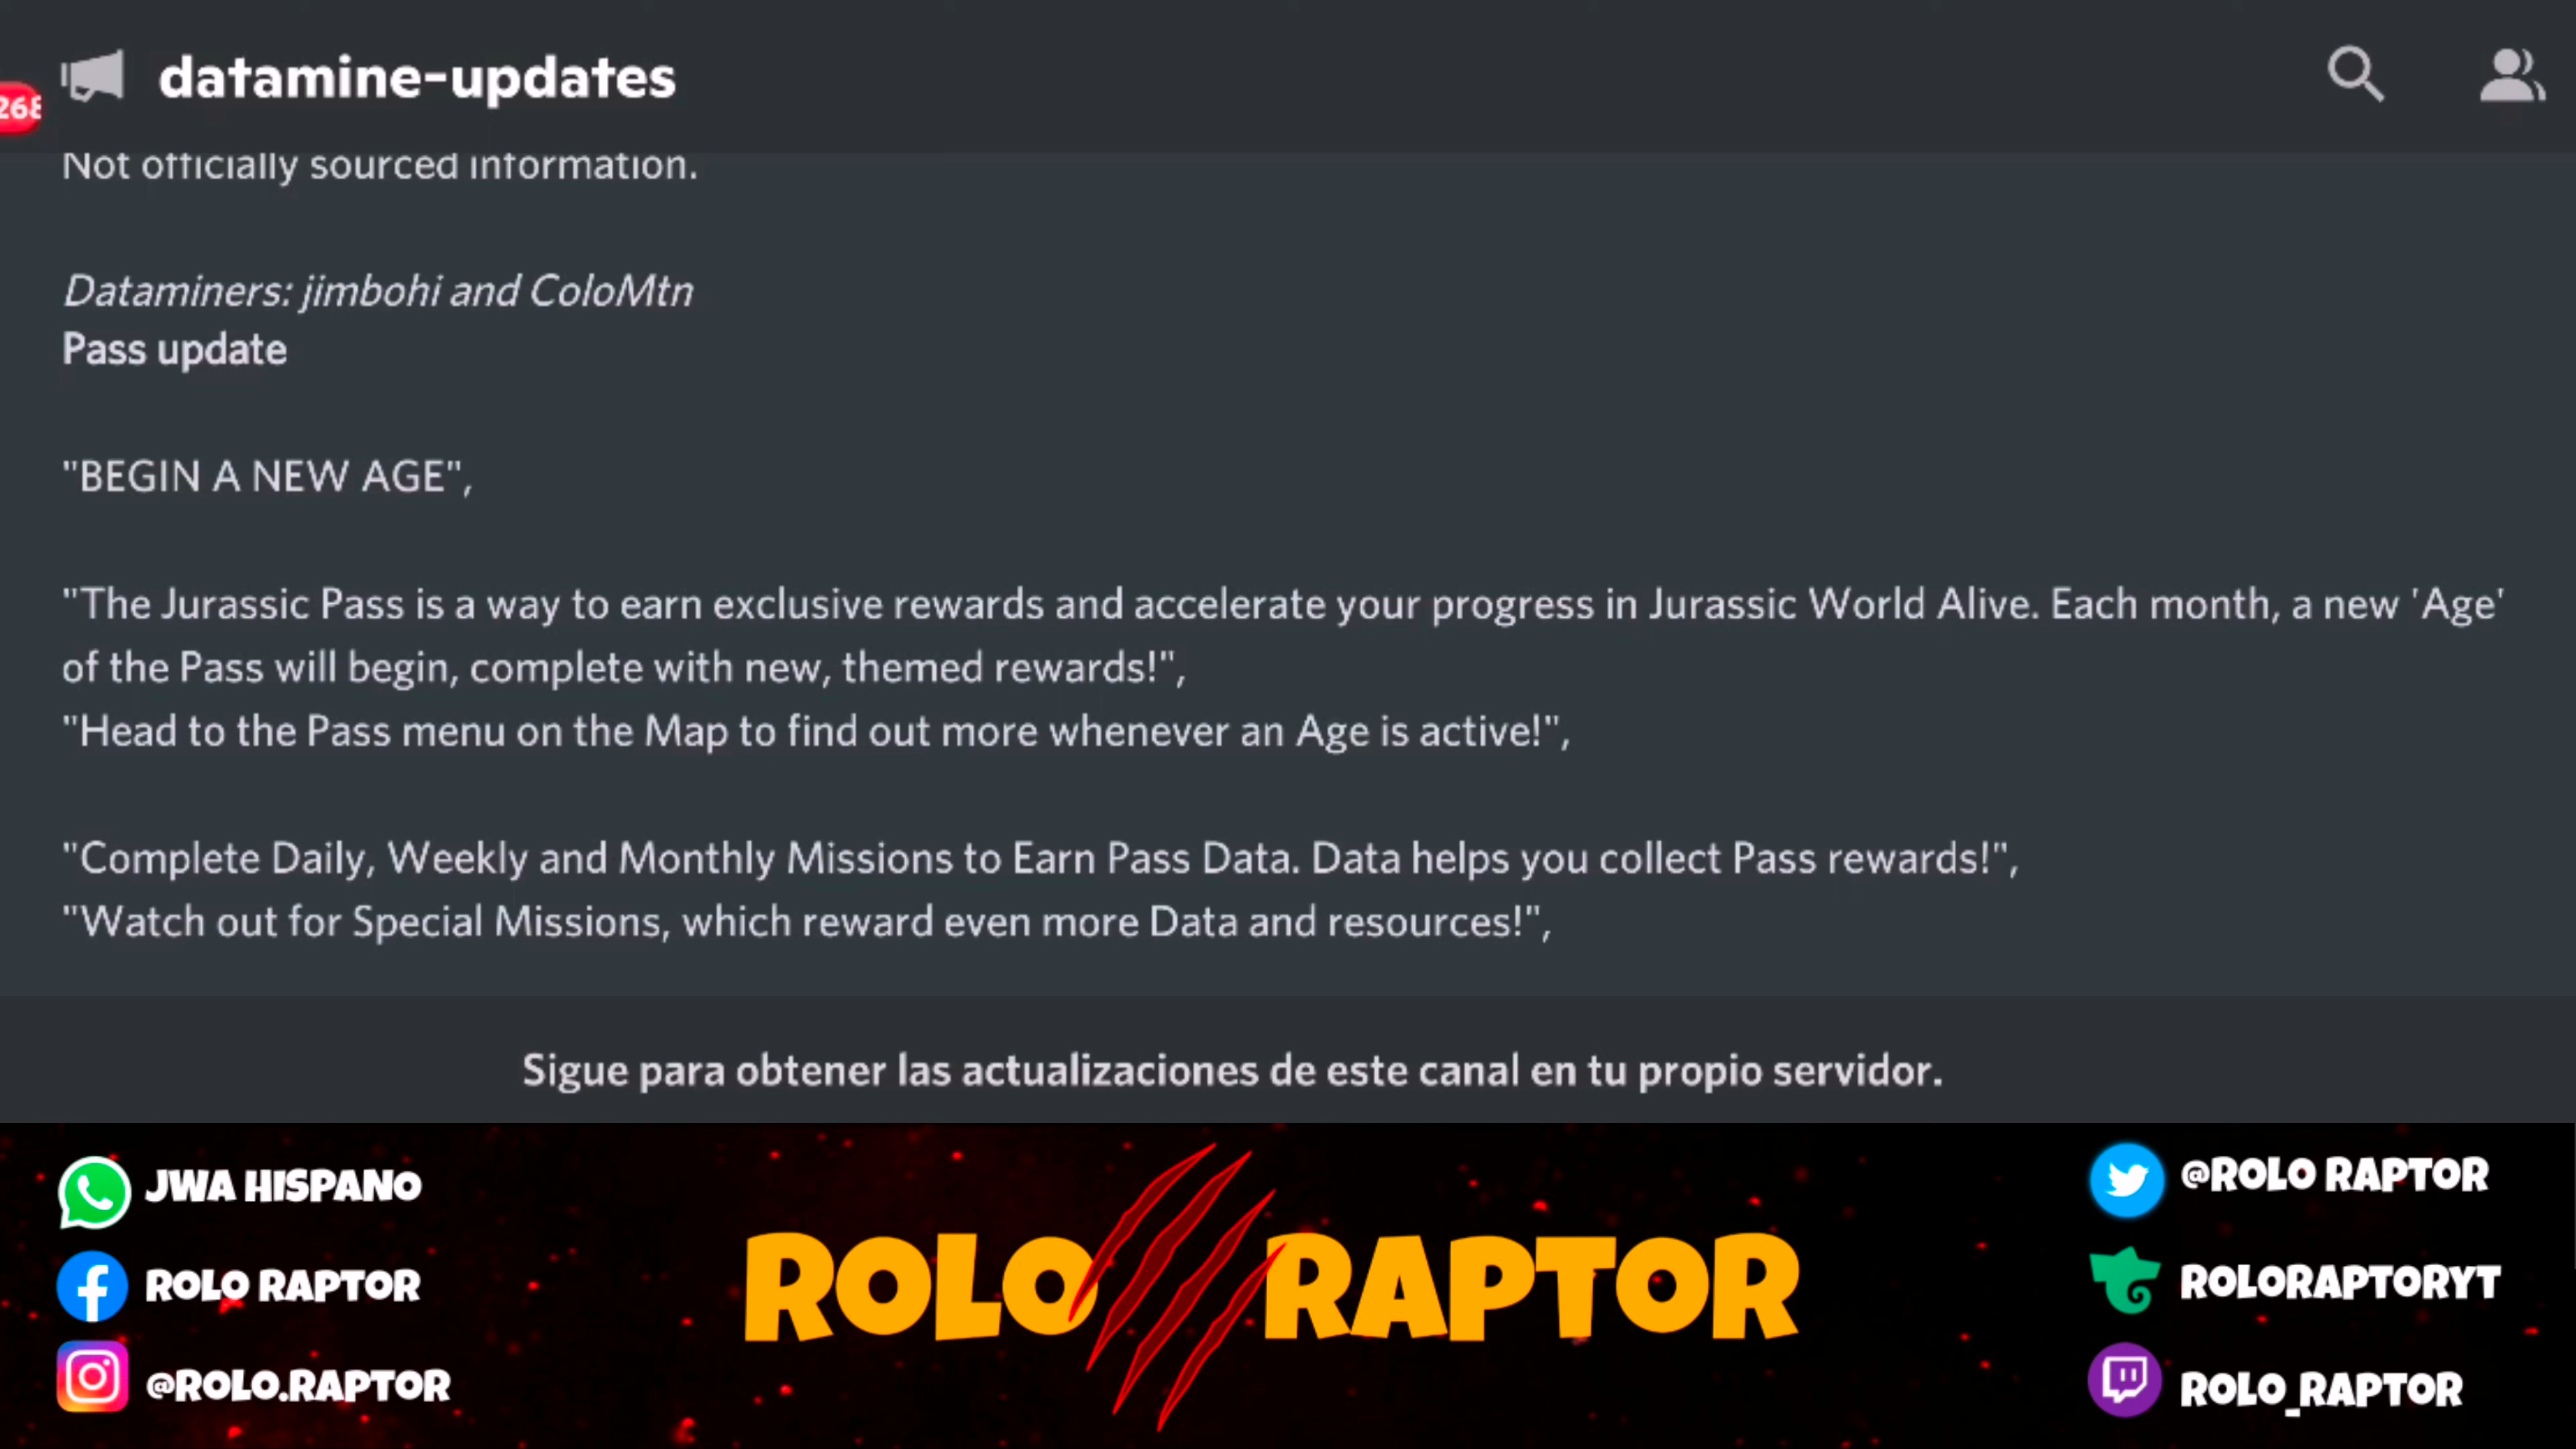 datamine-updates
268
Not officially sourced information.
Dataminers: jimbohi and ColoMtn
Pass update
"BEGIN A NEW AGE",
"The Jurassic Pass is a way to earn exclusive rewards and accelerate your progress in Jurassic World Alive. Each month, a new 'Age'
of the Pass will begin, complete with new, themed rewards!",
"Head to the Pass menu on the Map to find out more whenever an Age is active!",
"Complete Daily, Weekly and Monthly Missions to Earn Pass Data. Data helps you collect Pass rewards!",
"Watch out for Special Missions, which reward even more Data and resources!",
Sigue para obtener las actualizaciones de este canal en tu propio servidor.
JWA HISPANO
ROLO RAPTOR
@ROLO.RAPTOR
ROLO RAPTOR
@ROLO RAPTOR
ROLORAPTORYT
ROLO_RAPTOR